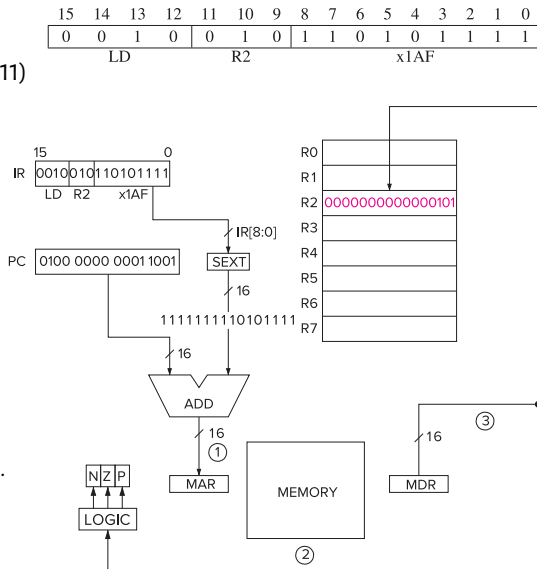 15 14 13 12 11 10 9 8 7 6 5 4 3 2 1 0
0 0 1 0 0 1 0 1 1 0 1 0 1 1 1 1
LD R2 x1AF
11)
15 0
IR 0010 010 110101111
LD R2 x1AF
IR[8:0]
SEXT
16
PC 0100 0000 0001 1001
1111111110101111
16
ADD
16
①
MAR
R0
R1
R2 0000000000000101
R3
R4
R5
R6
R7
MEMORY
②
16
③
MDR
.
N Z P
LOGIC